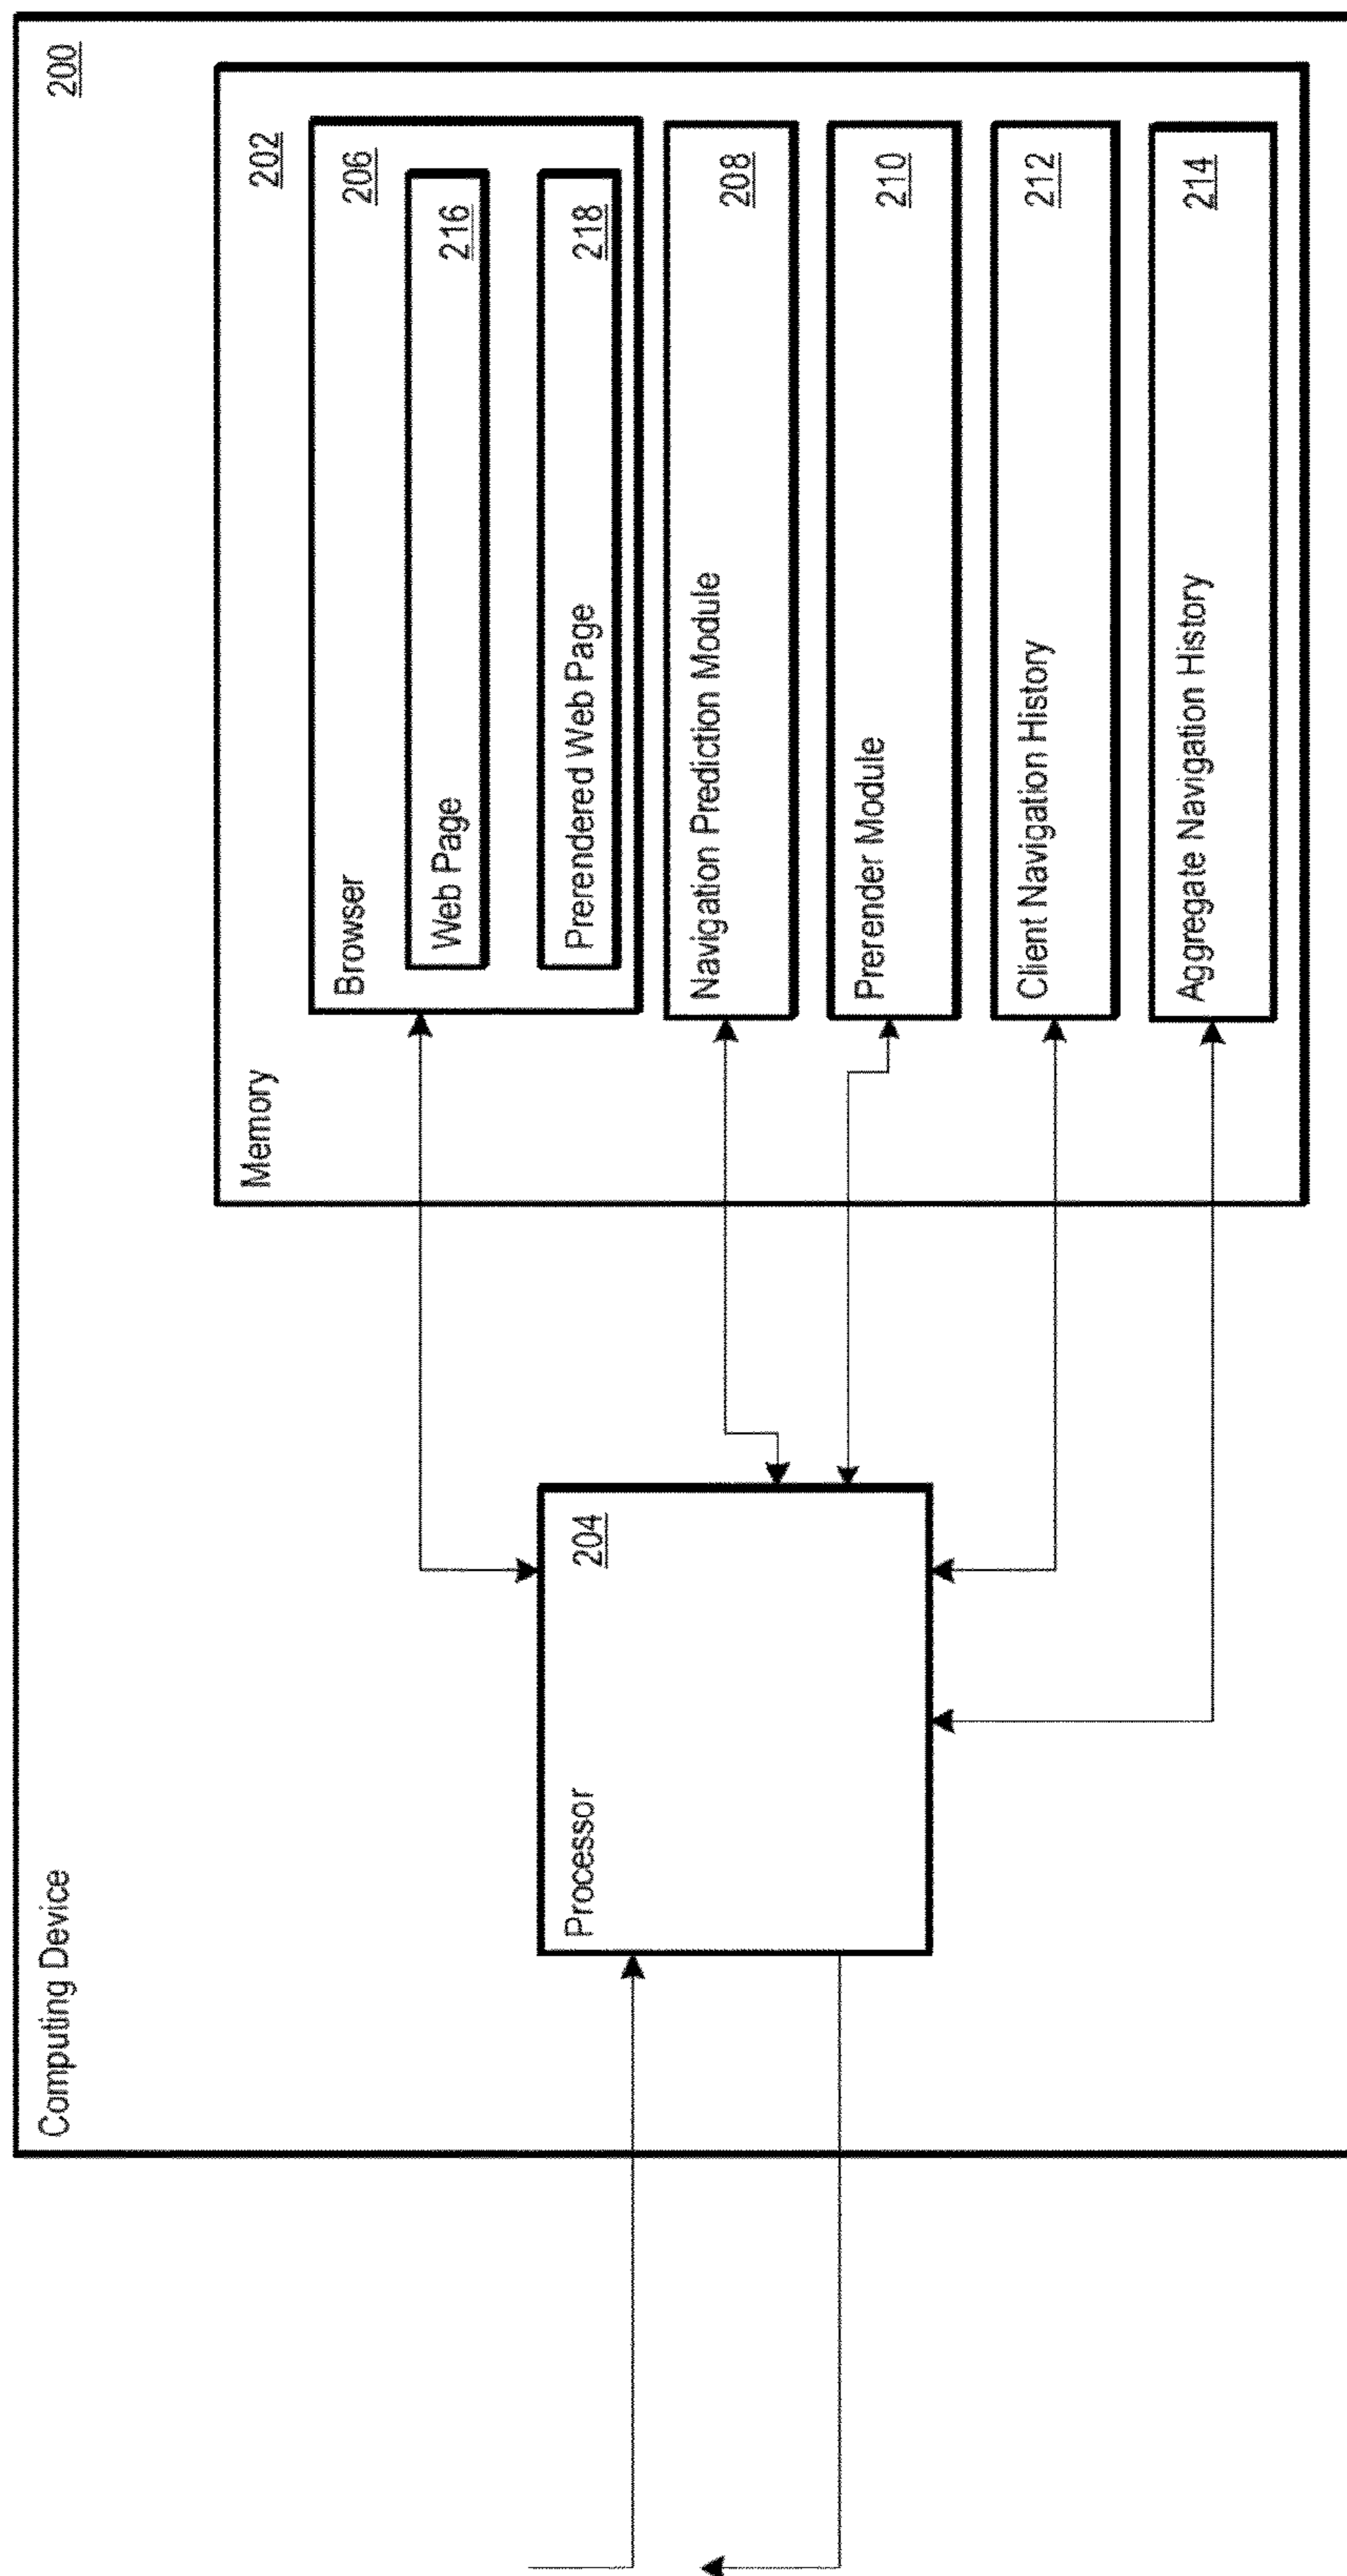 Computing Device
200
Processor
204
Memory
202
Browser
206
Web Page
216
Prerendered Web Page
218
Navigation Prediction Module
208
Prerender Module
210
Client Navigation History
212
Aggregate Navigation History
214